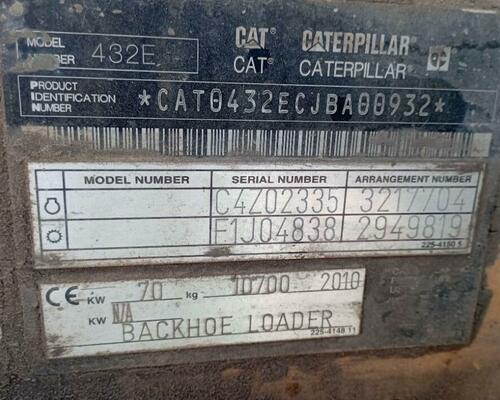 MODEL NUMBER 432E CAT® CATERPILLAR®
CAT® CATERPILLAR®
PRODUCT IDENTIFICATION NUMBER *CAT0432ECJBA00932*
MODEL NUMBER SERIAL NUMBER ARRANGEMENT NUMBER
C4Z02335 3217704
F1J04838 2949819
225-4150 5
CE KW 70 kg 10700 2010
KW N/A
BACKHOE LOADER
225-4148 11